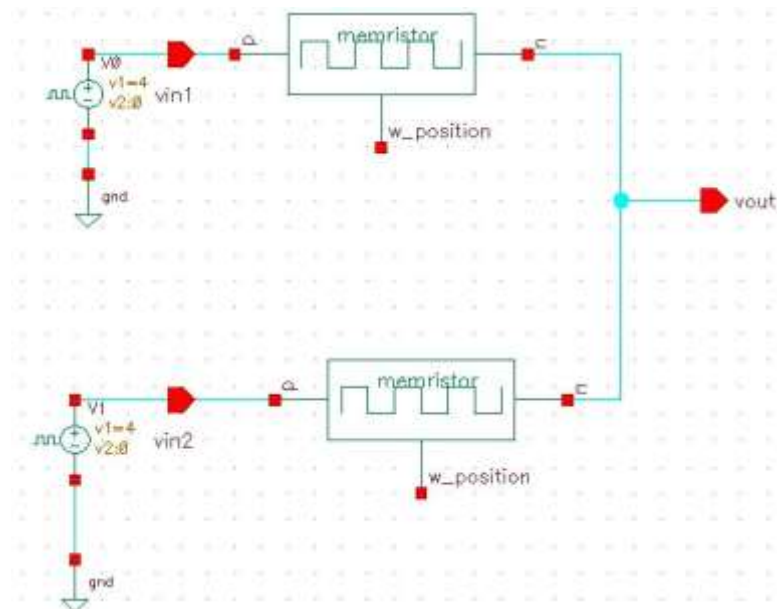 memristor
p
n
V0
v1=4
v2:0
vin1
w_position
gnd
vout
memristor
p
n
V1
v1=4
v2:0
vin2
w_position
gnd